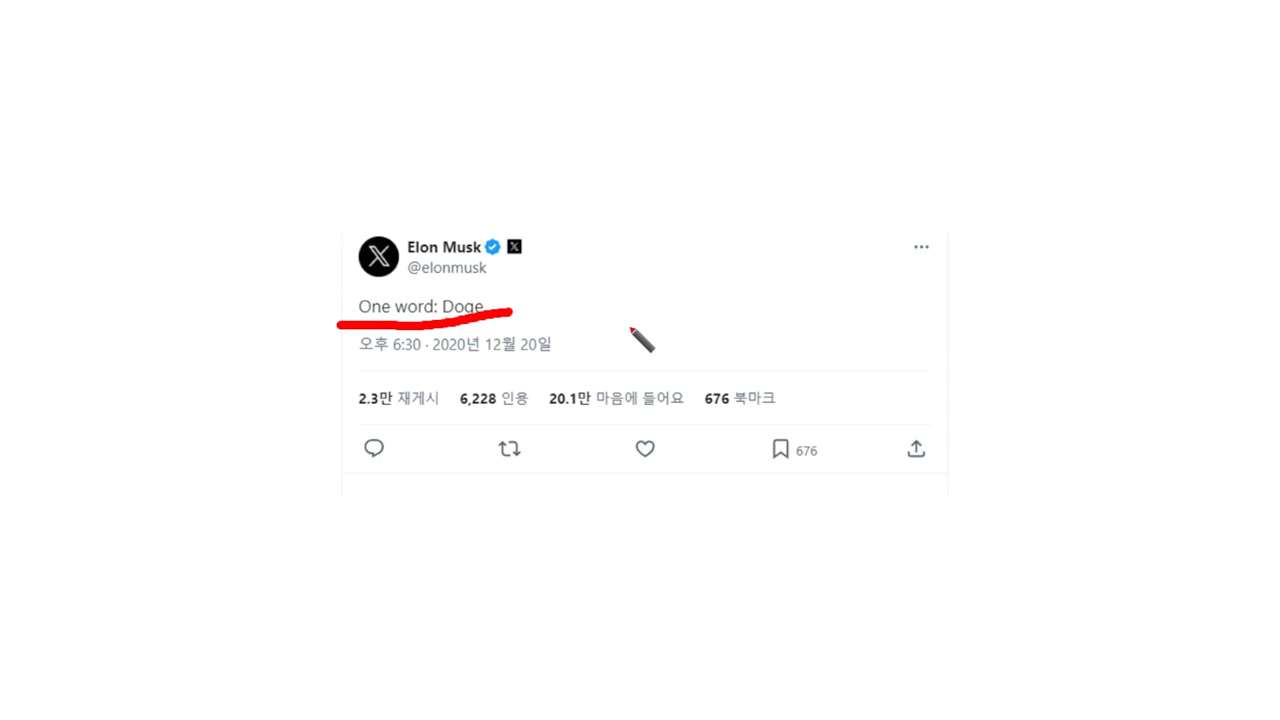 Elon Musk
@elonmusk
One word: Doge
오후 6:30 · 2020년 12월 20일
2.3만 재게시 6,228 인용 20.1만 마음에 들어요 676 북마크
676